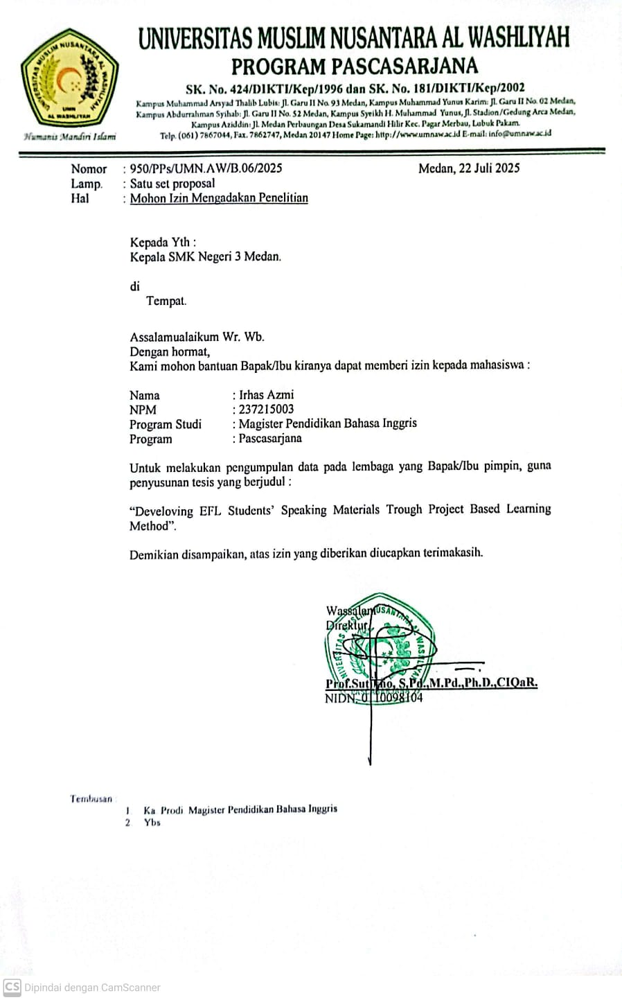 UNIVERSITAS MUSLIM NUSANTARA AL WASHLIYAH
PROGRAM PASCASARJANA
SK. No. 424/DIKTI/Kep/1996 dan SK. No. 181/DIKTI/Kep/2002
Kampus Muhammad Arsyad Thalib Lubis: Jl. Garu II No. 93 Medan, Kampus Muhammad Yunus Karim: Jl. Garu II No. 02 Medan,
Kampus Abdurrahman Syihab: Jl. Garu II No. 52 Medan, Kampus Syeikh H. Muhammad Yunus, Jl. Stadion/Gedung Arca Medan,
Kampus Aziddin: Jl. Medan Perbaungan Desa Sukamandi Hilir Kec. Pagar Merbau, Lubuk Pakam.
Telp. (061) 7867044, Fax. 7862747, Medan 20147 Home Page: http://www.umnaw.ac.id E-mail: info@umnaw.ac.id
UNIVERSITAS MUSLIM NUSANTARA AL WASHLIYAH
UMN
AL WASHLIYAH
Humanis Mandiri Islami
Nomor : 950/PPs/UMN.AW/B.06/2025 Medan, 22 Juli 2025
Lamp. : Satu set proposal
Hal : Mohon Izin Mengadakan Penelitian
Kepada Yth :
Kepala SMK Negeri 3 Medan.
di
Tempat.
Assalamualaikum Wr. Wb.
Dengan hormat,
Kami mohon bantuan Bapak/Ibu kiranya dapat memberi izin kepada mahasiswa :
Nama : Irhas Azmi
NPM : 237215003
Program Studi : Magister Pendidikan Bahasa Inggris
Program : Pascasarjana
Untuk melakukan pengumpulan data pada lembaga yang Bapak/Ibu pimpin, guna
penyusunan tesis yang berjudul :
“Develoving EFL Students’ Speaking Materials Trough Project Based Learning
Method”.
Demikian disampaikan, atas izin yang diberikan diucapkan terimakasih.
Wassalam
Direktur,
Prof.Sutikno, S.Pd.,M.Pd.,Ph.D.,CIQaR.
NIDN. 0110098104
Tembusan :
1 Ka Prodi Magister Pendidikan Bahasa Inggris
2 Ybs
CS Dipindai dengan CamScanner